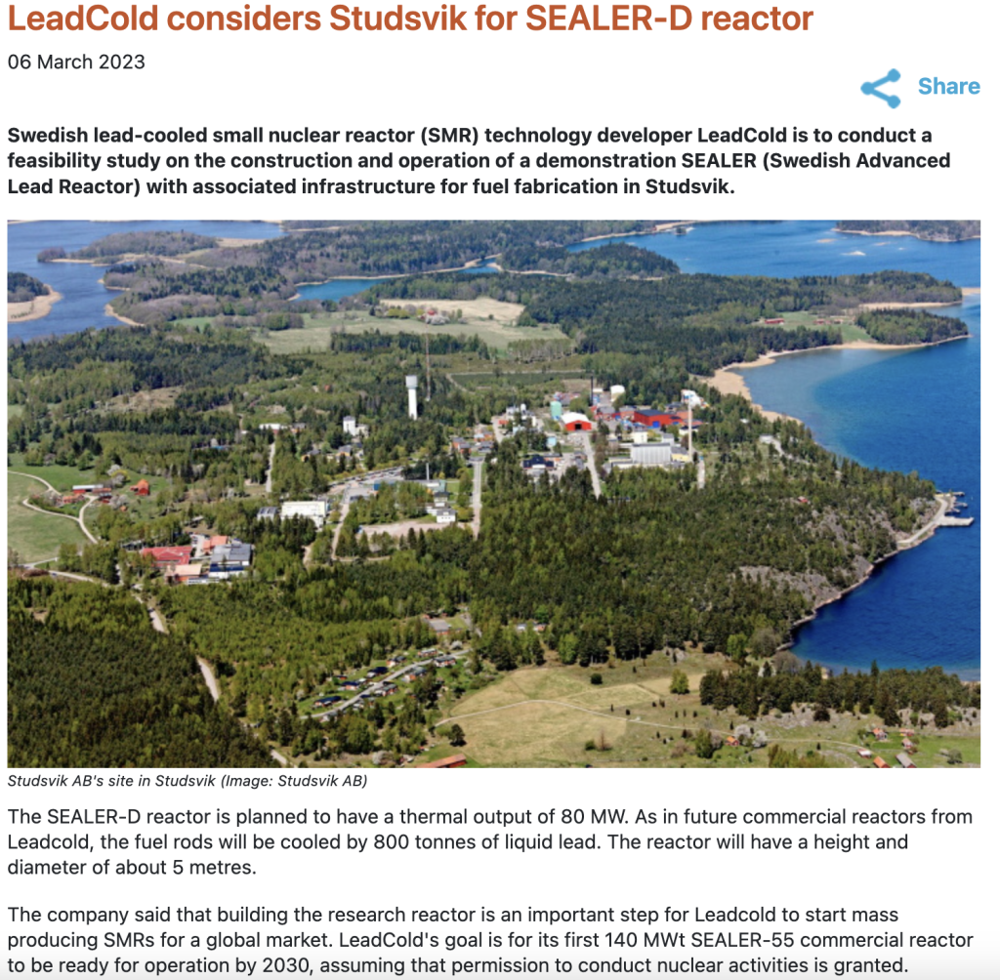 LeadCold considers Studsvik for SEALER-D reactor
06 March 2023
Share
Swedish lead-cooled small nuclear reactor (SMR) technology developer LeadCold is to conduct a
feasibility study on the construction and operation of a demonstration SEALER (Swedish Advanced
Lead Reactor) with associated infrastructure for fuel fabrication in Studsvik.
Studsvik AB's site in Studsvik (Image: Studsvik AB)
The SEALER-D reactor is planned to have a thermal output of 80 MW. As in future commercial reactors from
Leadcold, the fuel rods will be cooled by 800 tonnes of liquid lead. The reactor will have a height and
diameter of about 5 metres.
The company said that building the research reactor is an important step for Leadcold to start mass
producing SMRs for a global market. LeadCold's goal is for its first 140 MWt SEALER-55 commercial reactor
to be ready for operation by 2030, assuming that permission to conduct nuclear activities is granted.